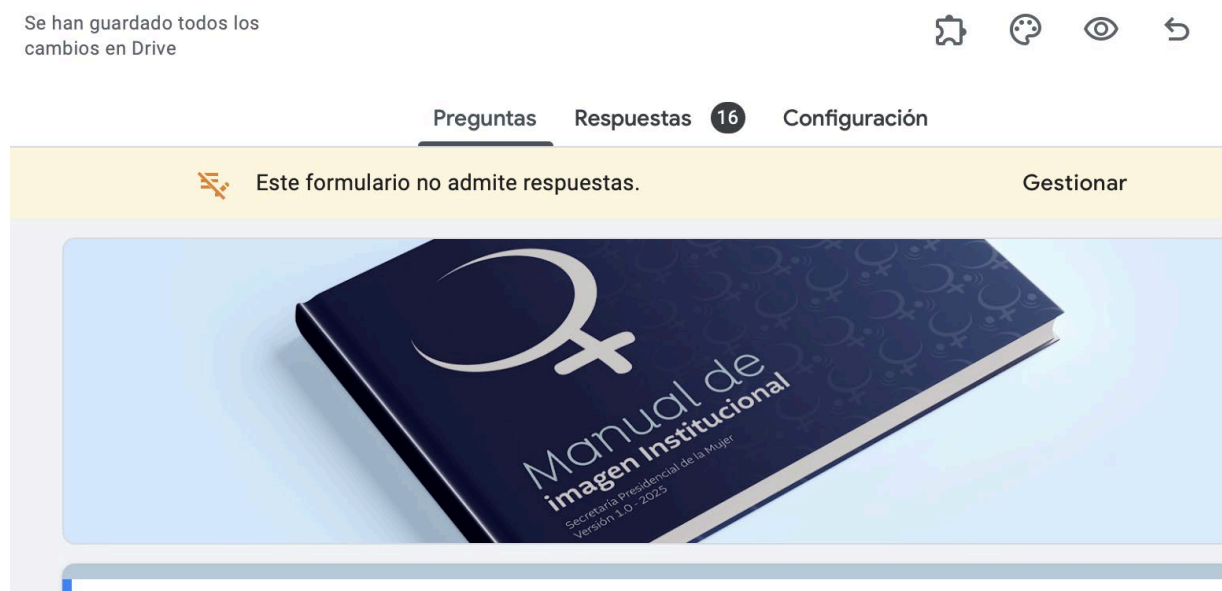 Se han guardado todos los
cambios en Drive
Preguntas
Respuestas 16
Configuración
Este formulario no admite respuestas.
Gestionar
Manual de
imagen Institucional
Secretaría Presidencial de la Mujer
Versión 1.0 - 2025